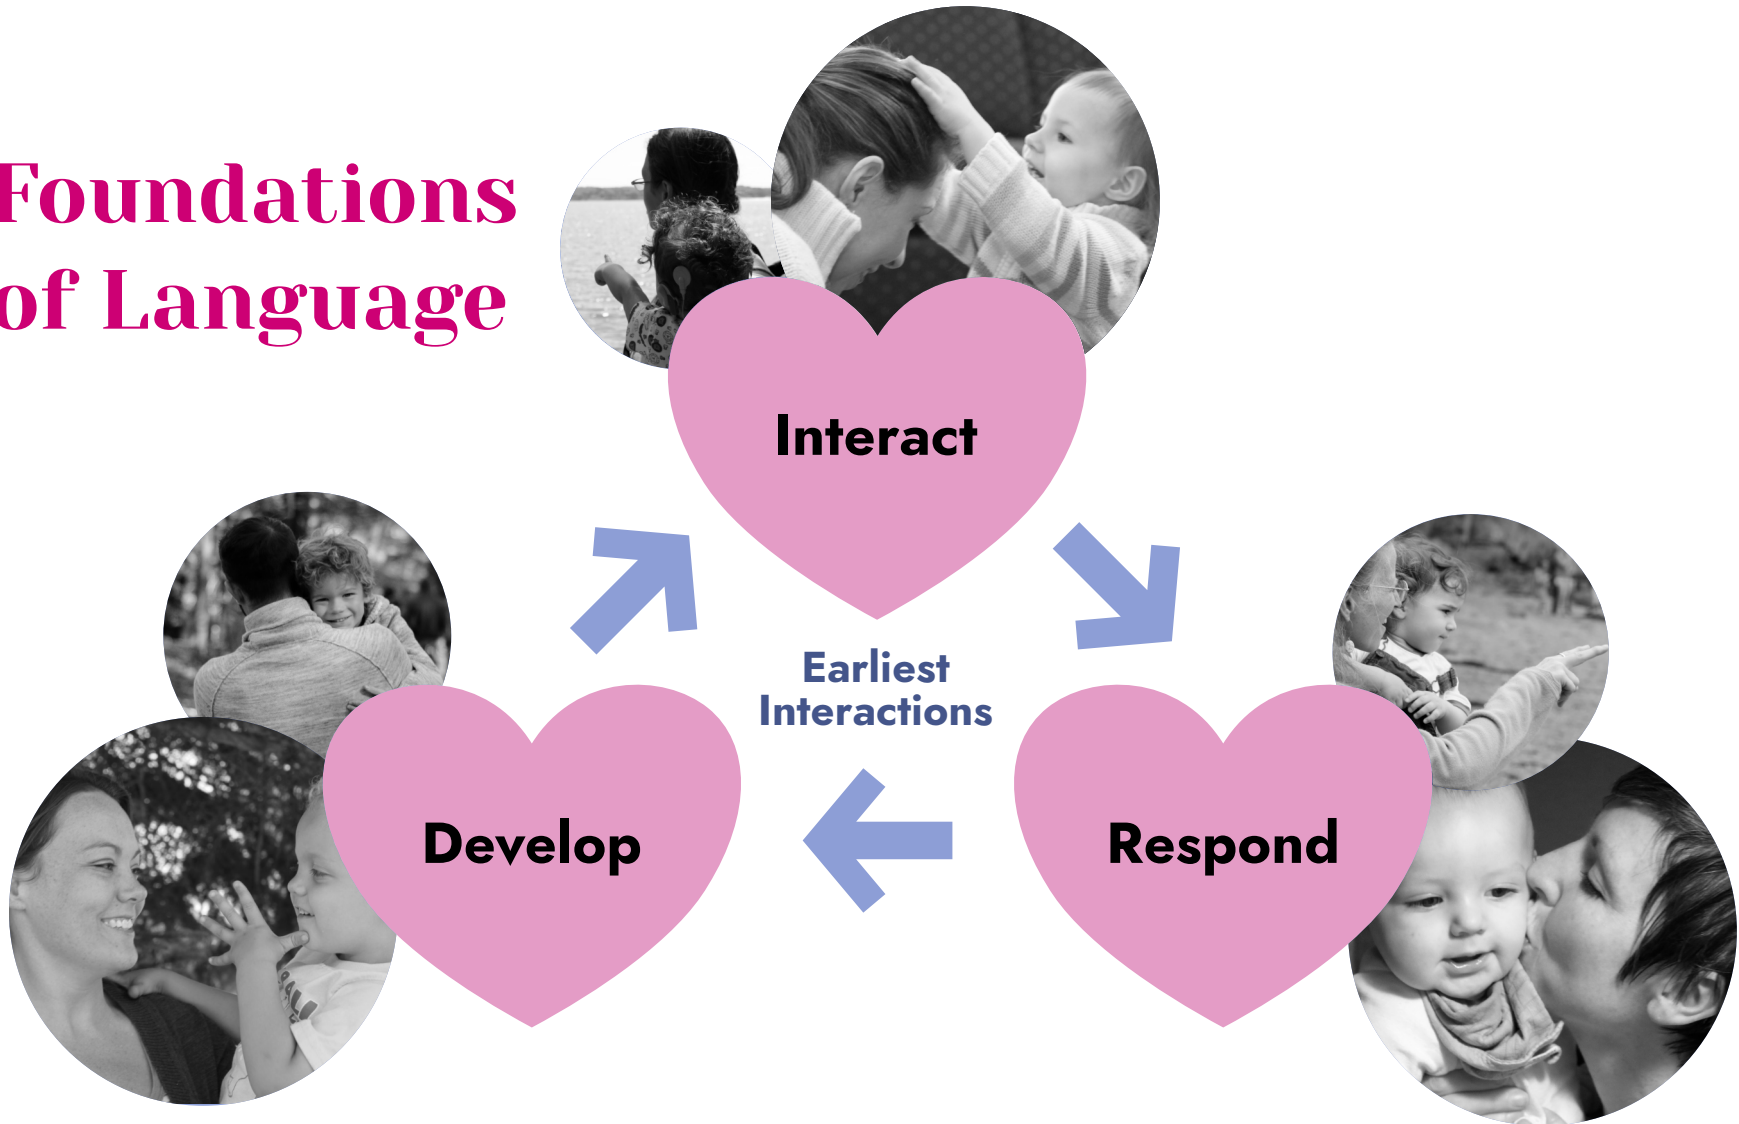 Foundations
of Language
Interact
Earliest
Interactions
Develop
Respond